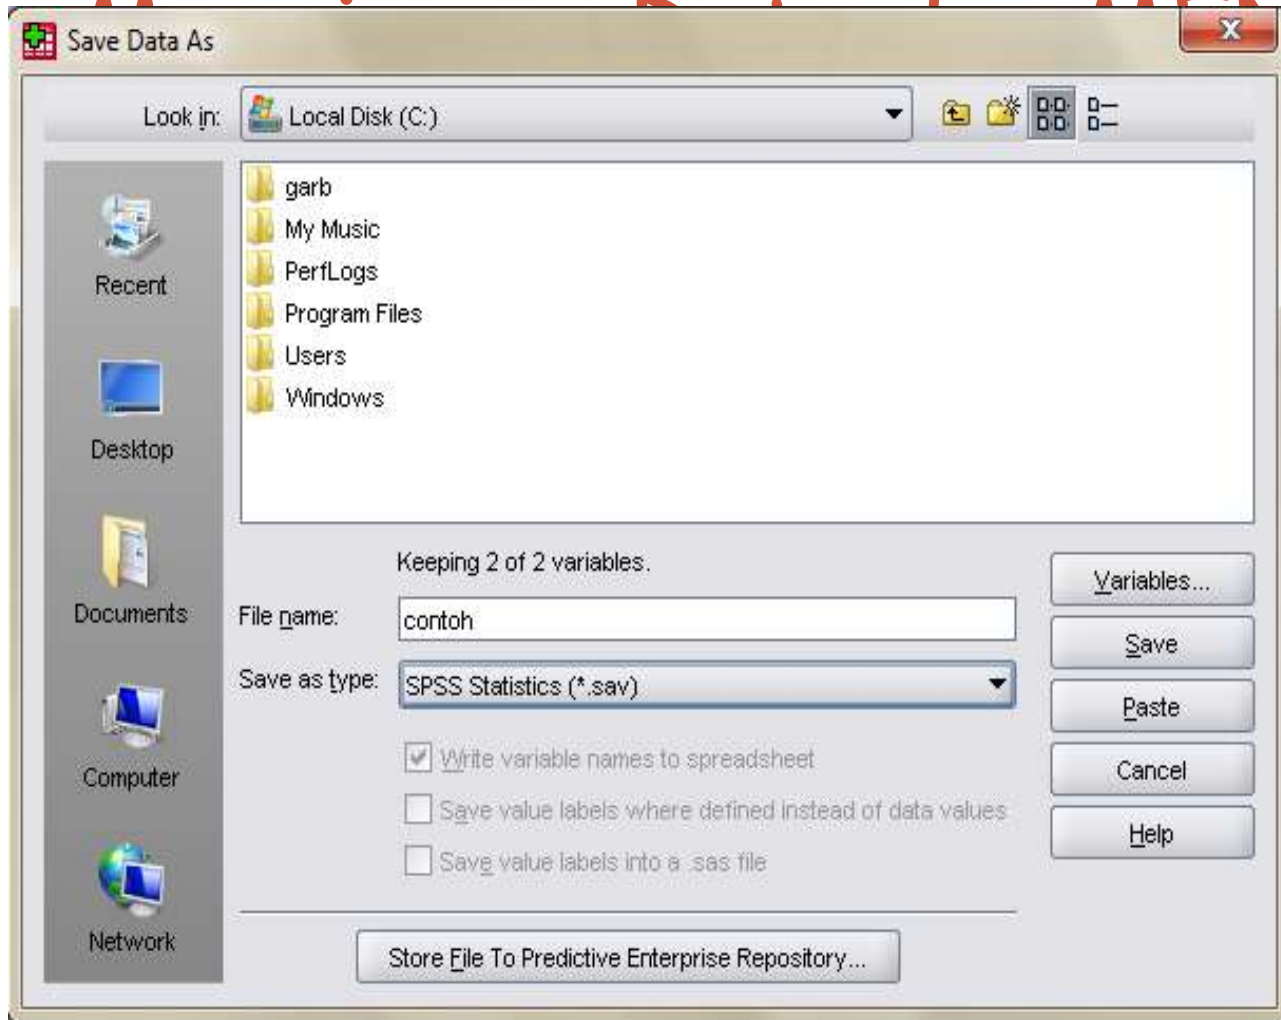 Save Data As
Look in:
Local Disk (C:)
garb
My Music
PerfLogs
Program Files
Users
Windows
Recent
Desktop
Documents
Computer
Network
Keeping 2 of 2 variables.
File name:
contoh
Save as type:
SPSS Statistics (*.sav)
Write variable names to spreadsheet
Save value labels where defined instead of data values
Save value labels into a .sas file
Variables...
Save
Paste
Cancel
Help
Store File To Predictive Enterprise Repository...